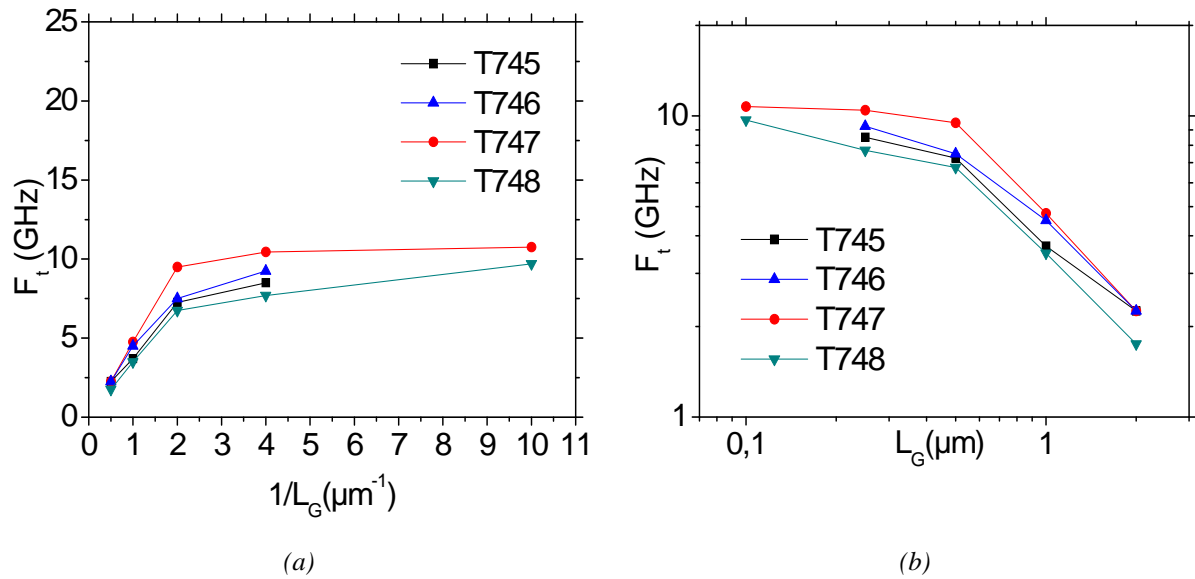 25
20
15
10
5
0
F_t (GHz)
T745
T746
T747
T748
0 1 2 3 4 5 6 7 8 9 10 11
1/L_G(µm⁻¹)
(a)
10
1
F_t (GHz)
T745
T746
T747
T748
0,1 L_G(µm) 1
(b)